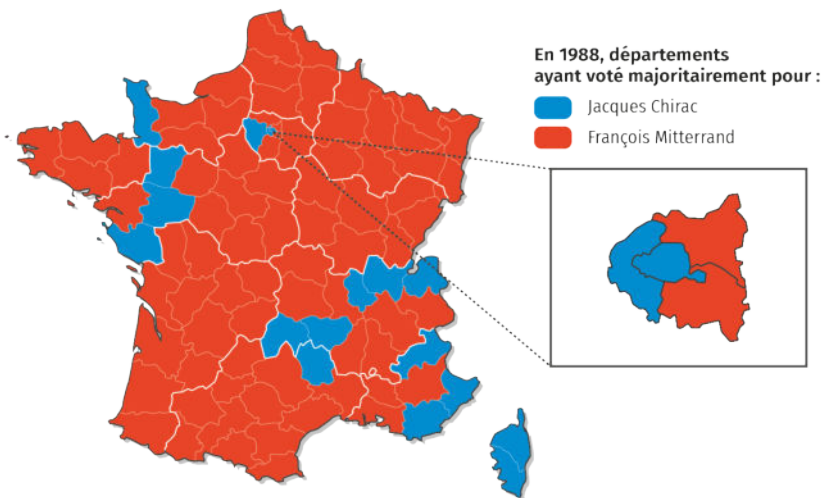 En 1988, départements
ayant voté majoritairement pour :
Jacques Chirac
François Mitterrand